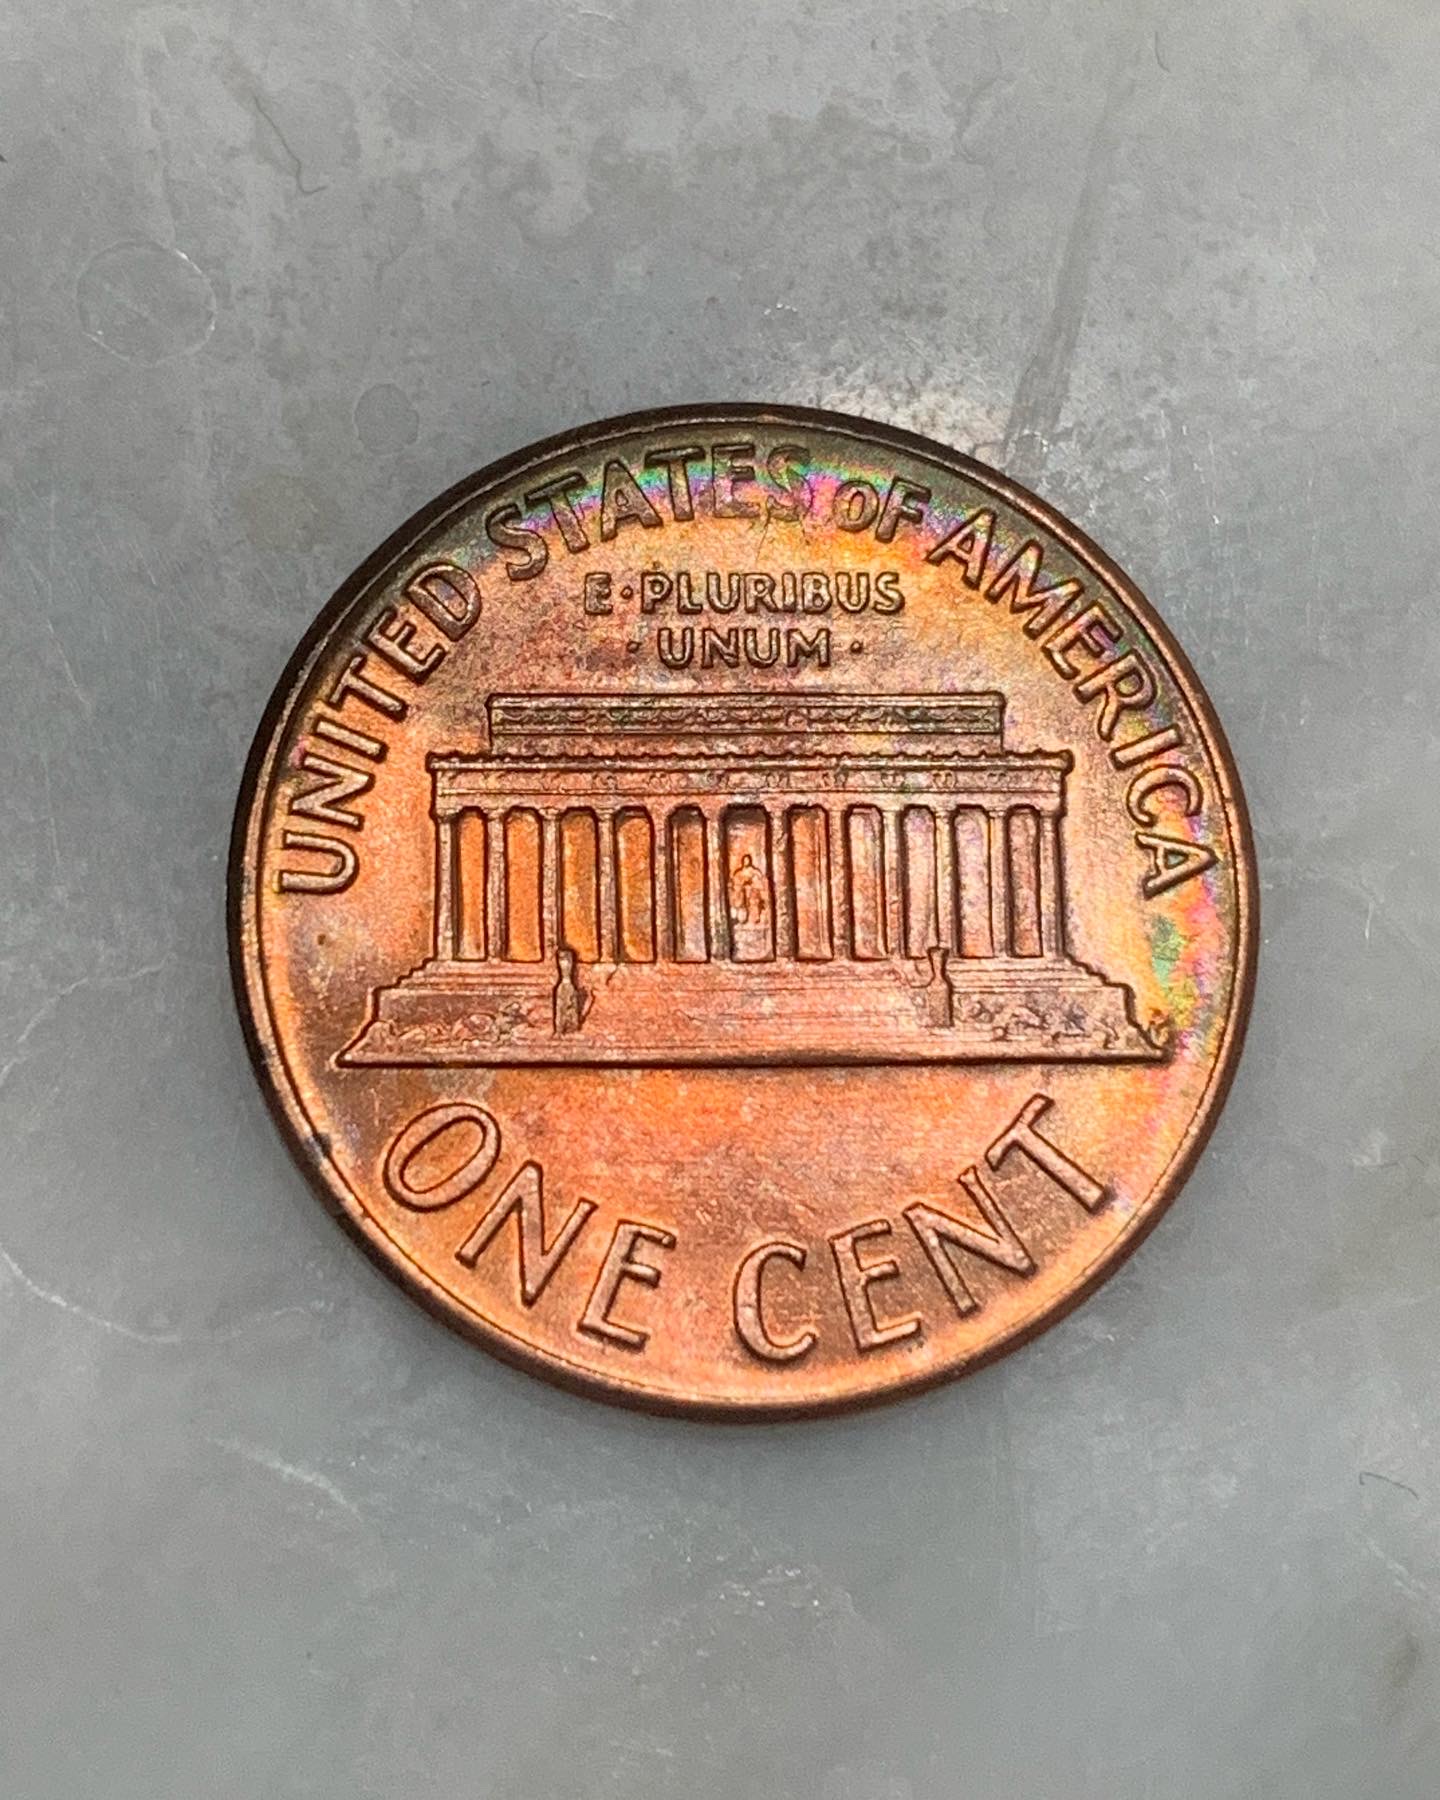 UNITED STATES OF AMERICA
E·PLURIBUS
·UNUM·
ONE CENT